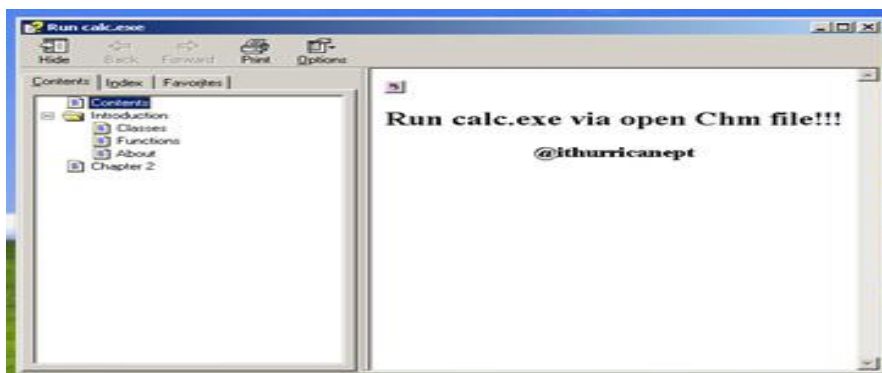 Run calc.exe
Hide Back Forward Print Options
Contents Index Favorites
Contents
Introduction
Classes
Functions
About
Chapter 2
Run calc.exe via open Chm file!!!
@ithurricanept